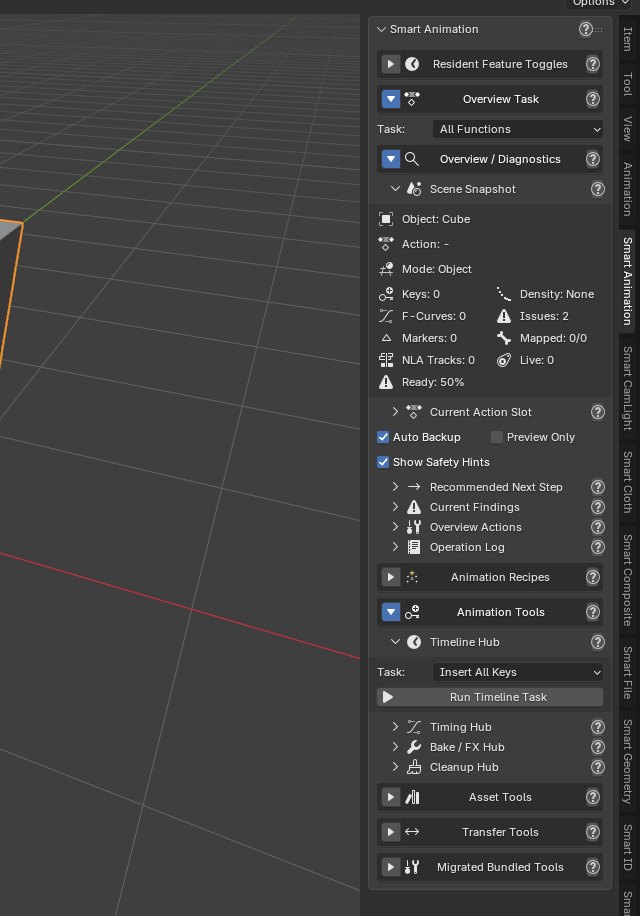 Options
Smart Animation
Resident Feature Toggles
Overview Task
Task: All Functions
Overview / Diagnostics
Scene Snapshot
Object: Cube
Action: -
Mode: Object
Keys: 0 Density: None
F-Curves: 0 Issues: 2
Markers: 0 Mapped: 0/0
NLA Tracks: 0 Live: 0
Ready: 50%
Current Action Slot
Auto Backup Preview Only
Show Safety Hints
Recommended Next Step
Current Findings
Overview Actions
Operation Log
Animation Recipes
Animation Tools
Timeline Hub
Task: Insert All Keys
Run Timeline Task
Timing Hub
Bake / FX Hub
Cleanup Hub
Asset Tools
Transfer Tools
Migrated Bundled Tools
Item
Tool
View
Animation
Smart Animation
Smart CamLight
Smart Cloth
Smart Composite
Smart File
Smart Geometry
Smart ID